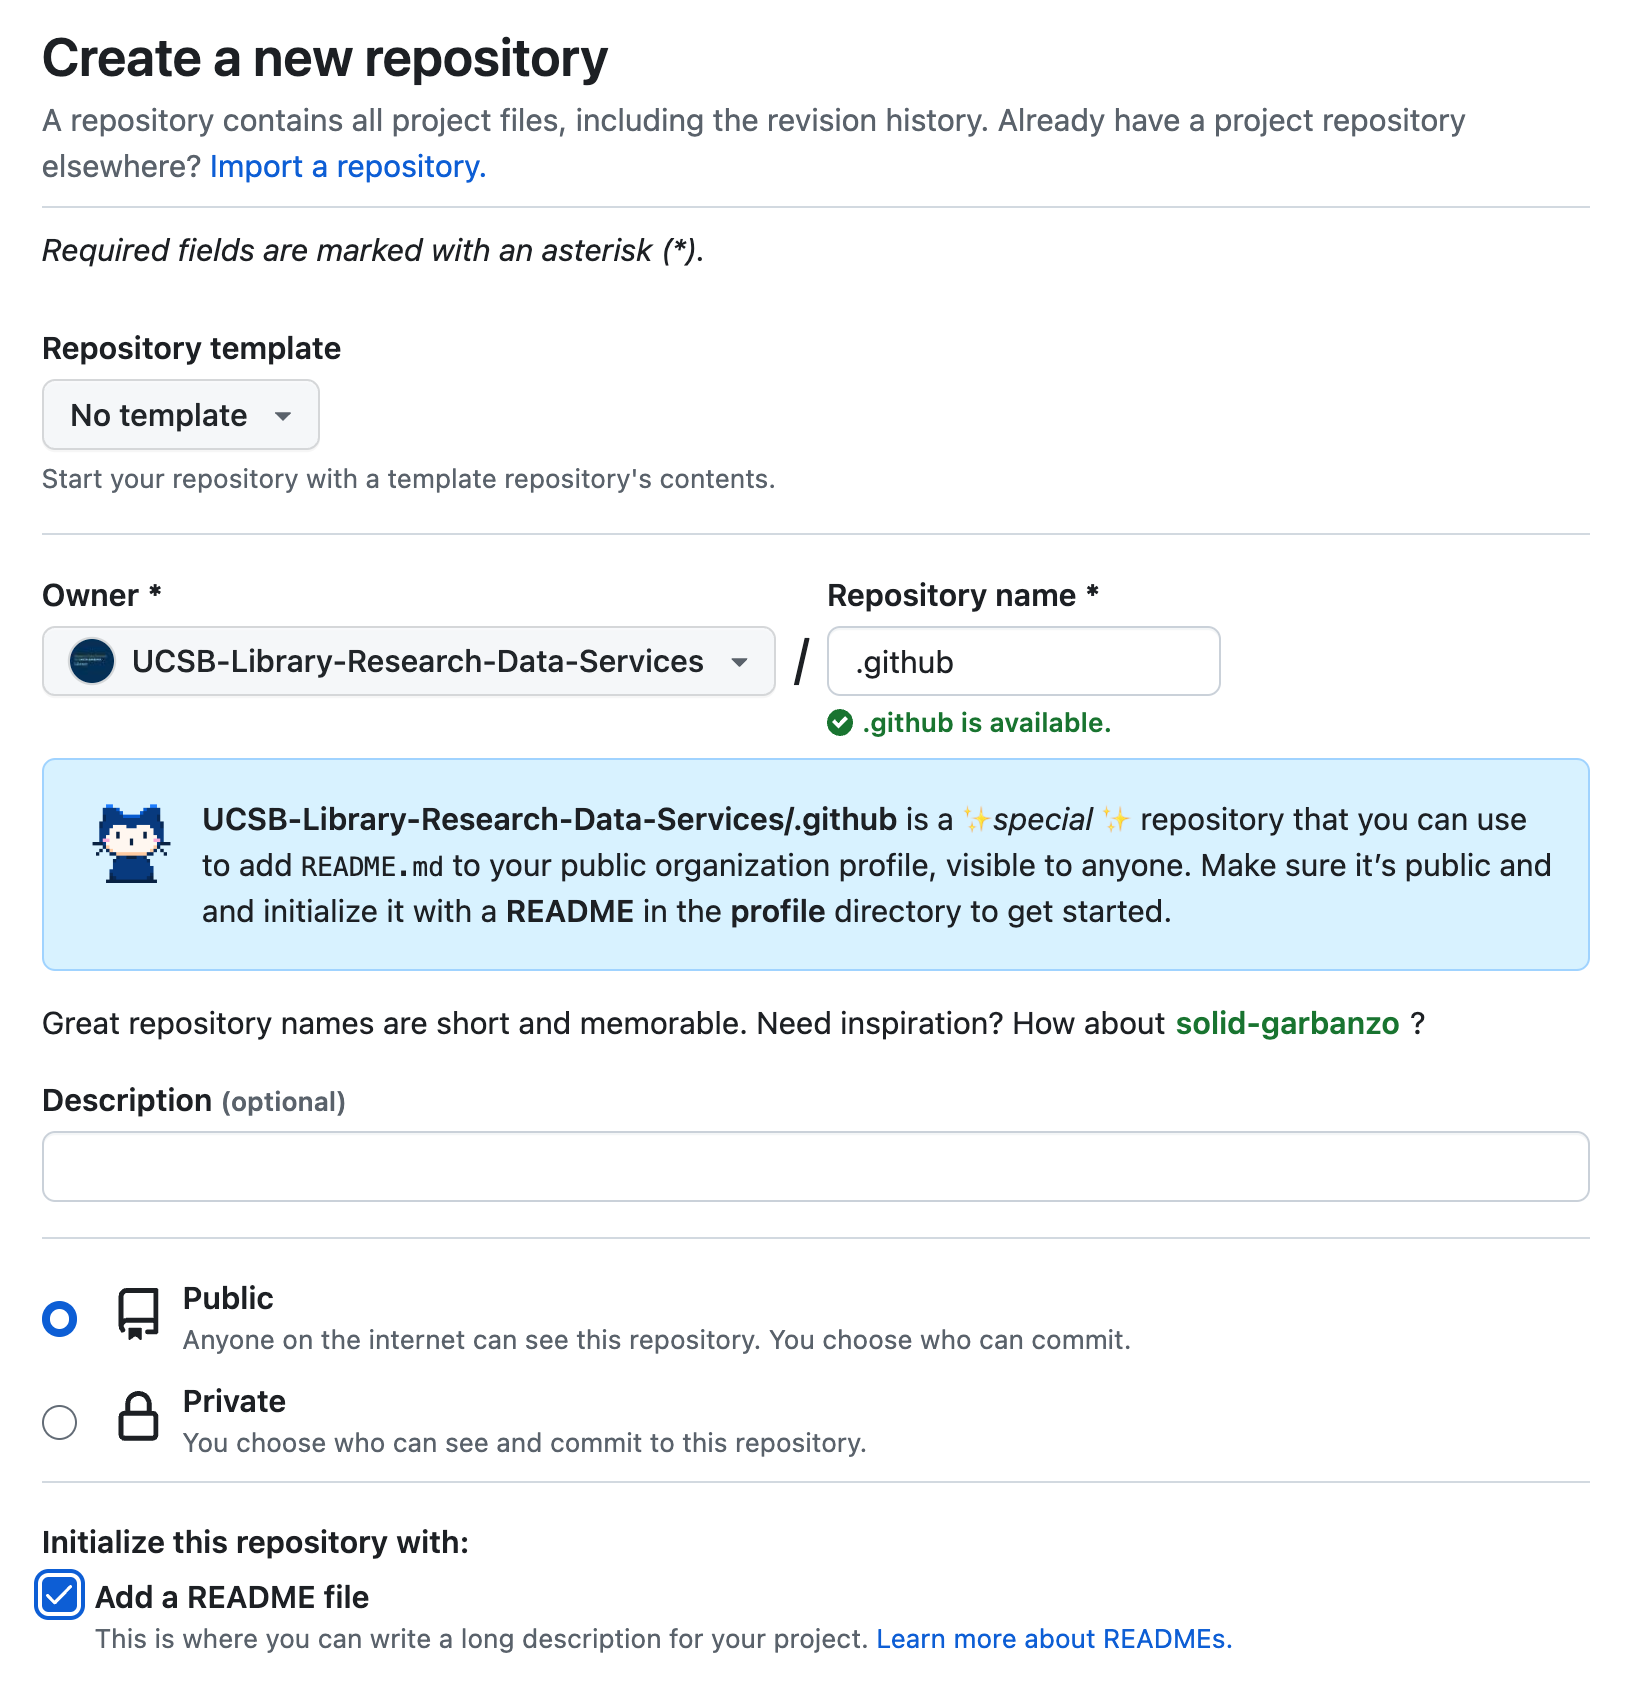 Create a new repository
A repository contains all project files, including the revision history. Already have a project repository
elsewhere? Import a repository.
Required fields are marked with an asterisk (*).
Repository template
No template
Start your repository with a template repository's contents.
Owner *
Repository name *
UCSB-Library-Research-Data-Services / .github
.github is available.
UCSB-Library-Research-Data-Services/.github is a ✨special✨ repository that you can use
to add README.md to your public organization profile, visible to anyone. Make sure it’s public and
and initialize it with a README in the profile directory to get started.
Great repository names are short and memorable. Need inspiration? How about solid-garbanzo ?
Description (optional)
Public
Anyone on the internet can see this repository. You choose who can commit.
Private
You choose who can see and commit to this repository.
Initialize this repository with:
Add a README file
This is where you can write a long description for your project. Learn more about READMEs.